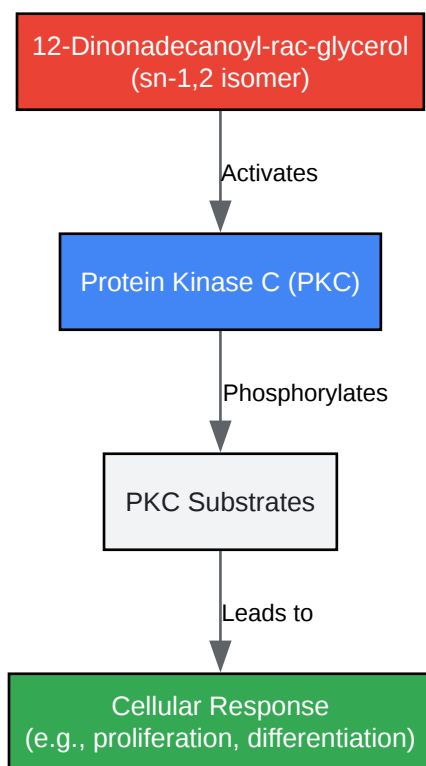 12-Dinonadecanoyl-rac-glycerol
(sn-1,2 isomer)
Activates
Protein Kinase C (PKC)
Phosphorylates
PKC Substrates
Leads to
Cellular Response
(e.g., proliferation, differentiation)